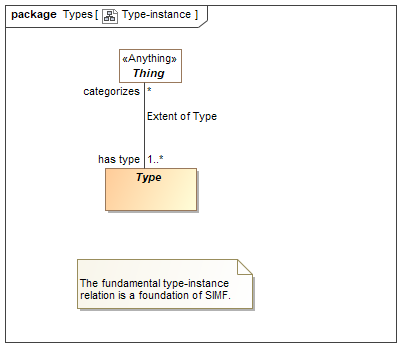 package Types [ Type-instance ]
«Anything»
Thing
categorizes *
Extent of Type
has type 1..*
Type
The fundamental type-instance
relation is a foundation of SIMF.